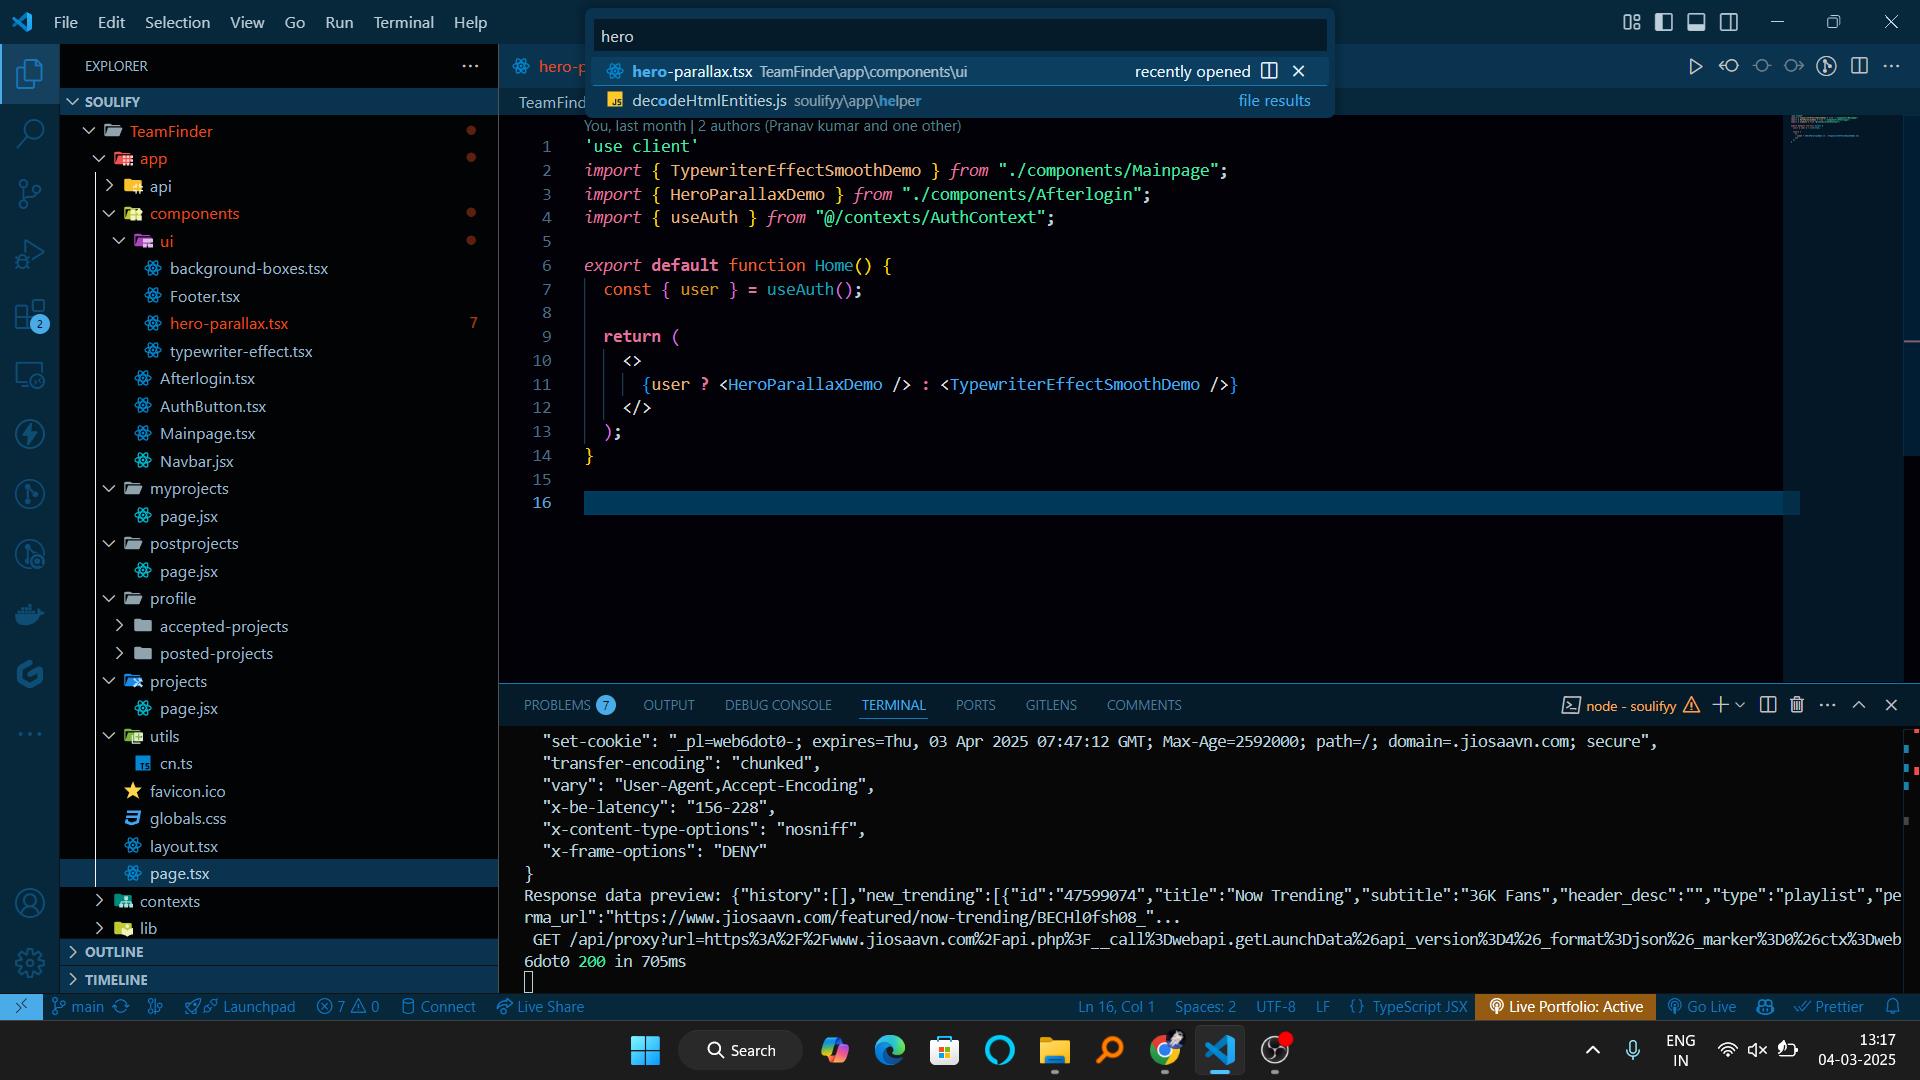 File Edit Selection View Go Run Terminal Help
hero
hero-parallax.tsx TeamFinder\app\components\ui recently opened
decodeHtmlEntities.js soulifyy\app\helper file results
EXPLORER
SOULIFY
TeamFinder
app
api
components
ui
background-boxes.tsx
Footer.tsx
hero-parallax.tsx 7
typewriter-effect.tsx
Afterlogin.tsx
AuthButton.tsx
Mainpage.tsx
Navbar.jsx
myprojects
page.jsx
postprojects
page.jsx
profile
accepted-projects
posted-projects
projects
page.jsx
utils
cn.ts
favicon.ico
globals.css
layout.tsx
page.tsx
contexts
lib
OUTLINE
TIMELINE
2
hero-p
TeamFind
You, last month | 2 authors (Pranav kumar and one other)
1 'use client'
2 import { TypewriterEffectSmoothDemo } from "./components/Mainpage";
3 import { HeroParallaxDemo } from "./components/Afterlogin";
4 import { useAuth } from "@/contexts/AuthContext";
5
6 export default function Home() {
7 const { user } = useAuth();
8
9 return (
10 <>
11 {user ? <HeroParallaxDemo /> : <TypewriterEffectSmoothDemo />}
12 </>
13 );
14 }
15
16
PROBLEMS 7 OUTPUT DEBUG CONSOLE TERMINAL PORTS GITLENS COMMENTS node - soulifyy
"set-cookie": "_pl=web6dot0-; expires=Thu, 03 Apr 2025 07:47:12 GMT; Max-Age=2592000; path=/; domain=.jiosaavn.com; secure",
"transfer-encoding": "chunked",
"vary": "User-Agent,Accept-Encoding",
"x-be-latency": "156-228",
"x-content-type-options": "nosniff",
"x-frame-options": "DENY"
}
Response data preview: {"history":[],"new_trending":[{"id":"47599074","title":"Now Trending","subtitle":"36K Fans","header_desc":"","type":"playlist","pe
rma_url":"https://www.jiosaavn.com/featured/now-trending/BECHl0fsh08_"...
GET /api/proxy?url=https%3A%2F%2Fwww.jiosaavn.com%2Fapi.php%3F__call%3Dwebapi.getLaunchData%26api_version%3D4%26_format%3Djson%26_marker%3D0%26ctx%3Dweb
6dot0 200 in 705ms
main Launchpad 7 0 Connect Live Share Ln 16, Col 1 Spaces: 2 UTF-8 LF {} TypeScript JSX Live Portfolio: Active Go Live Prettier
Search
ENG
IN
13:17
04-03-2025